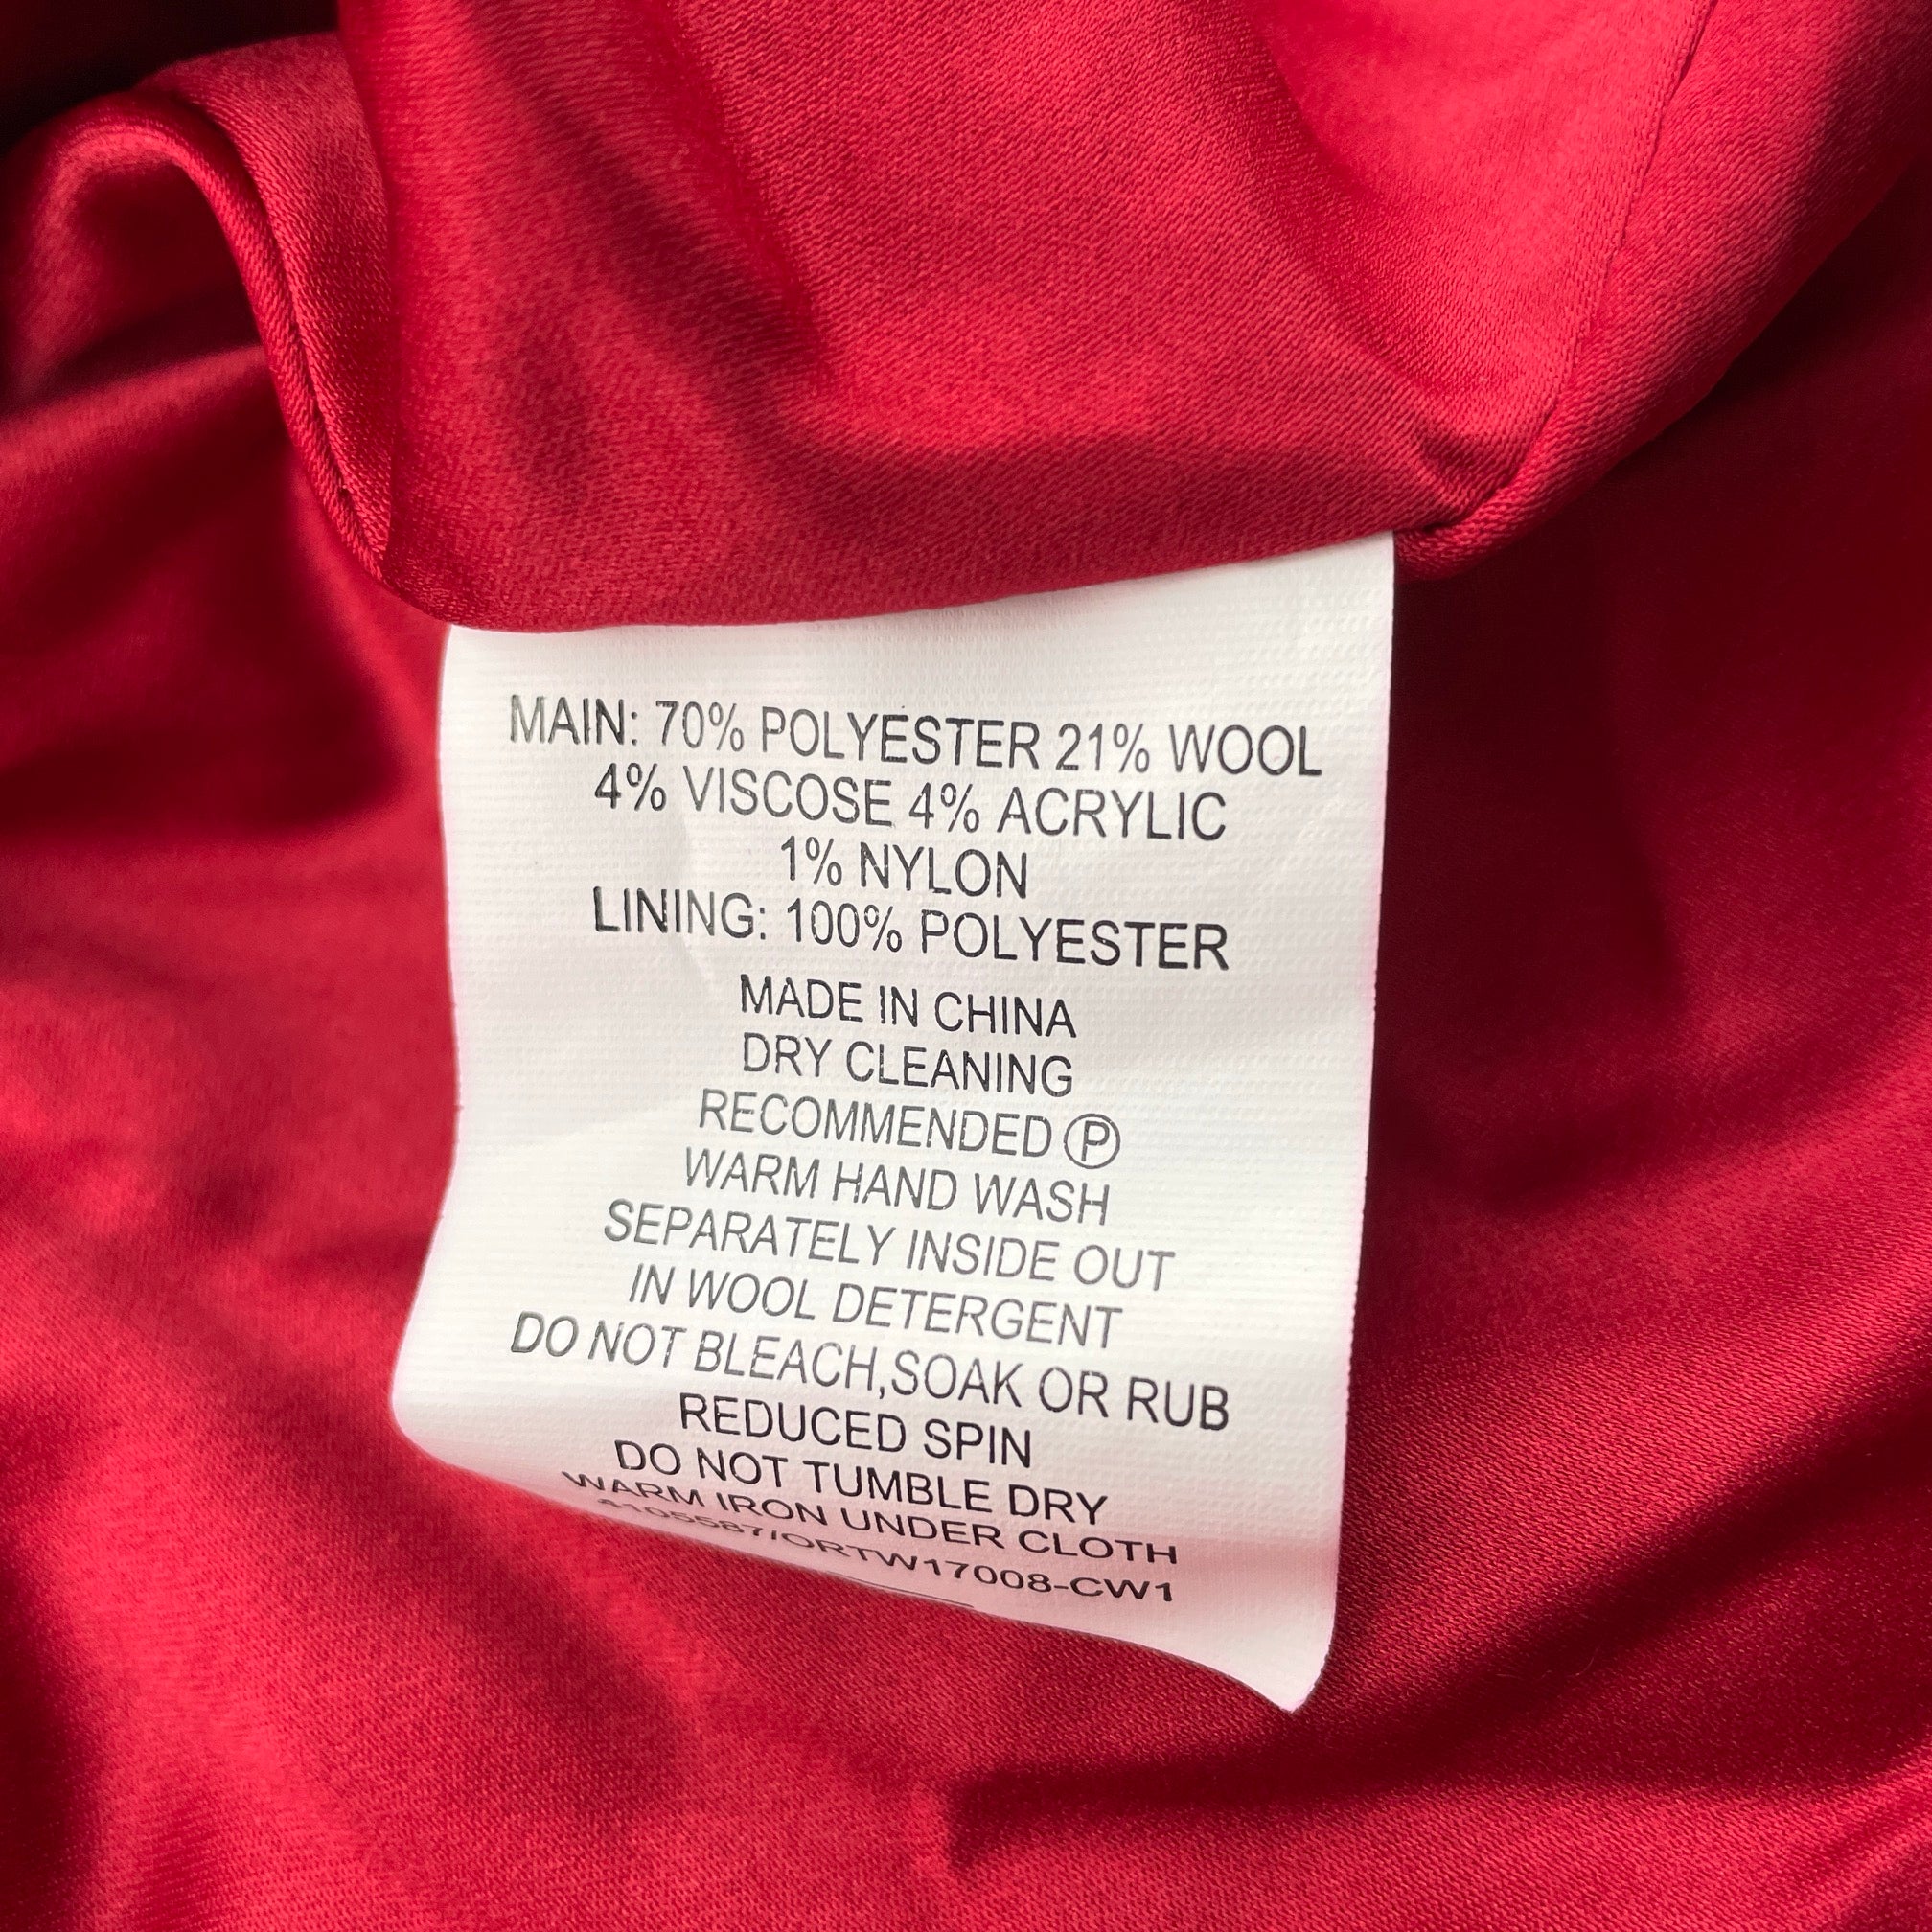 MAIN: 70% POLYESTER 21% WOOL
4% VISCOSE 4% ACRYLIC
1% NYLON
LINING: 100% POLYESTER
MADE IN CHINA
DRY CLEANING
RECOMMENDED Ⓟ
WARM HAND WASH
SEPARATELY INSIDE OUT
IN WOOL DETERGENT
DO NOT BLEACH,SOAK OR RUB
REDUCED SPIN
DO NOT TUMBLE DRY
WARM IRON UNDER CLOTH
4105587/ORTW17008-CW1